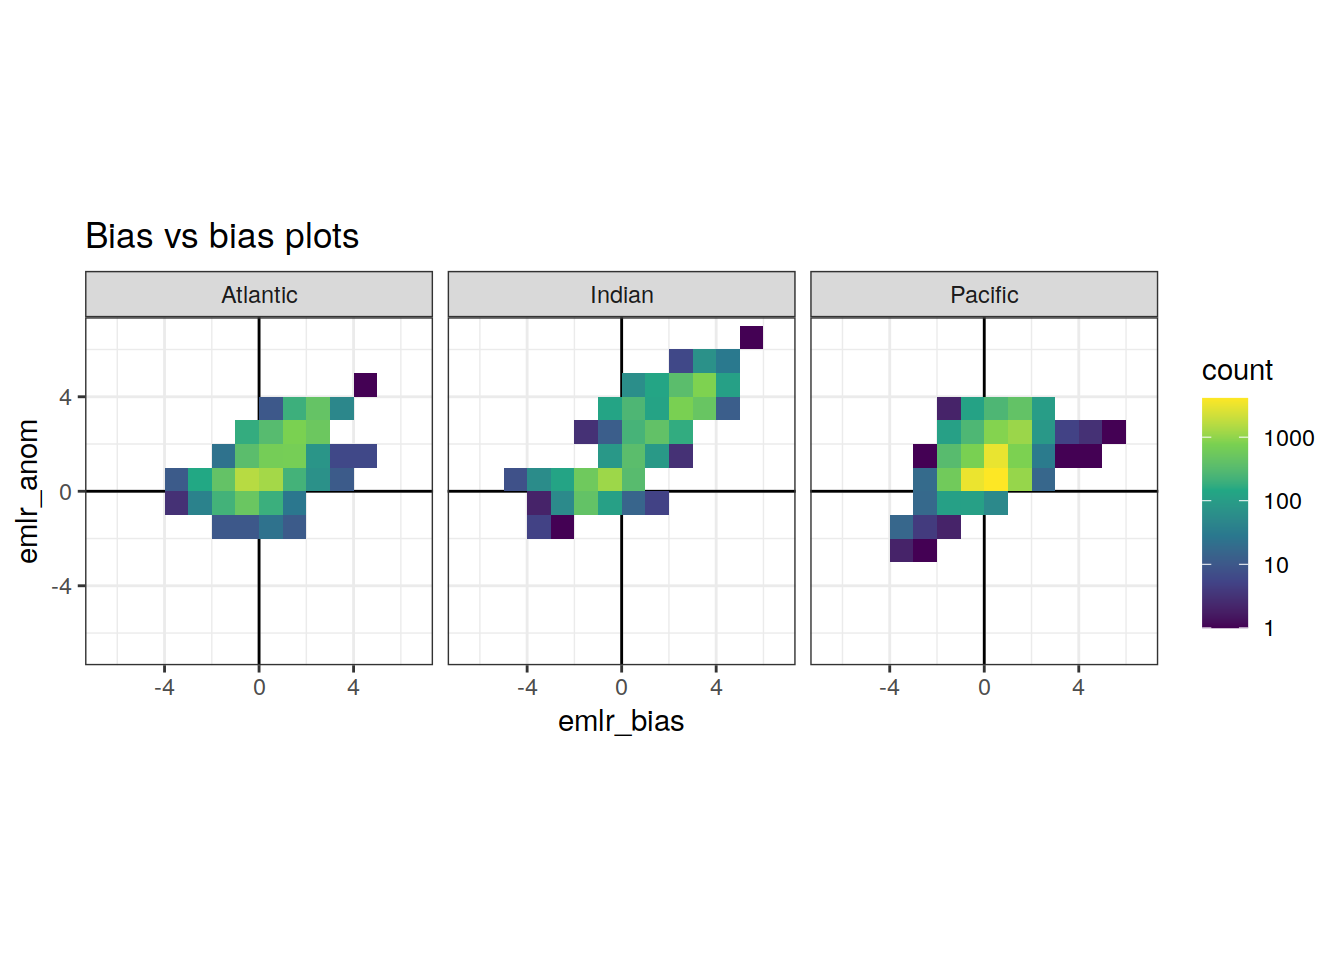 Bias vs bias plots
Atlantic
Indian
Pacific
emlr_anom
4
0
-4
-4 0 4
-4 0 4
-4 0 4
emlr_bias
count
1000
100
10
1